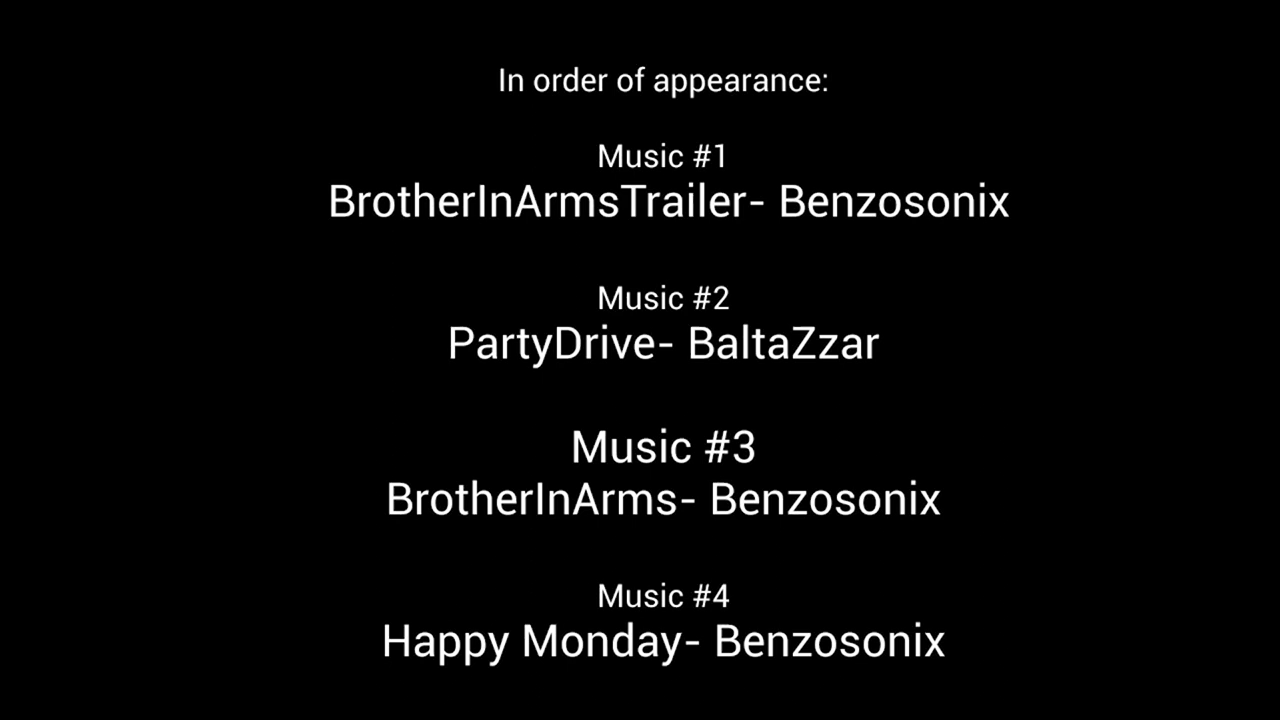 In order of appearance:
Music #1
BrotherInArmsTrailer- Benzosonix
Music #2
PartyDrive- BaltaZzar
Music #3
BrotherInArms- Benzosonix
Music #4
Happy Monday- Benzosonix